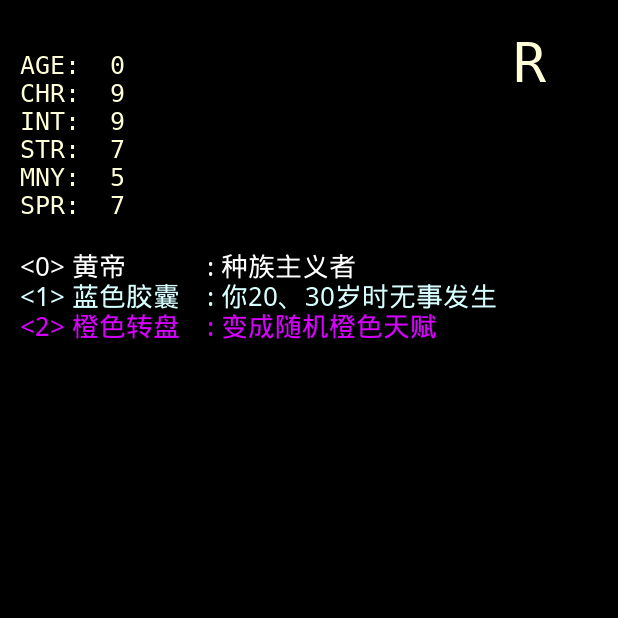 R
AGE: 0
CHR: 9
INT: 9
STR: 7
MNY: 5
SPR: 7
<0> 黄帝 : 种族主义者
<1> 蓝色胶囊 : 你20、30岁时无事发生
<2> 橙色转盘 : 变成随机橙色天赋